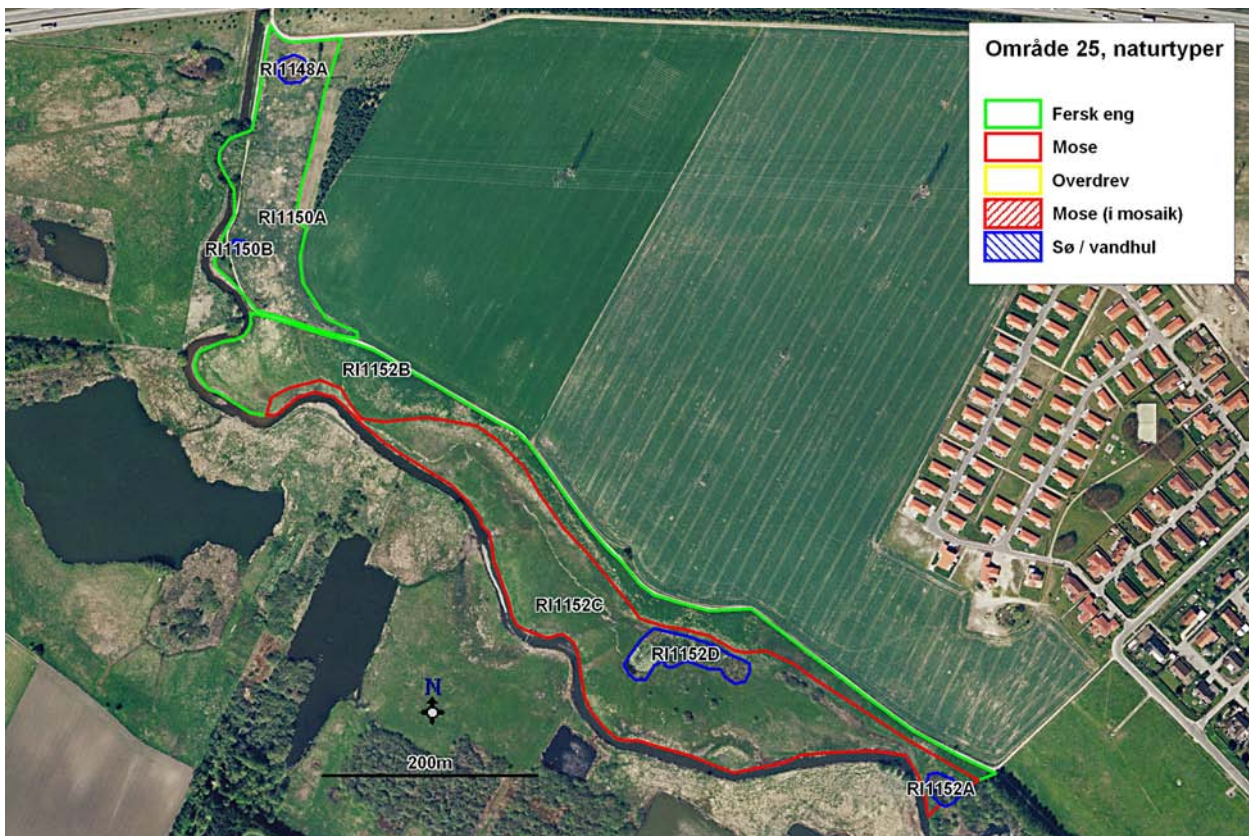 Område 25, naturtyper
Fersk eng
Mose
Overdrev
Mose (i mosaik)
Sø / vandhul
RI1148A
RI1150A
RI1150B
RI1152B
RI1152C
RI1152D
N
200m
RI1152A